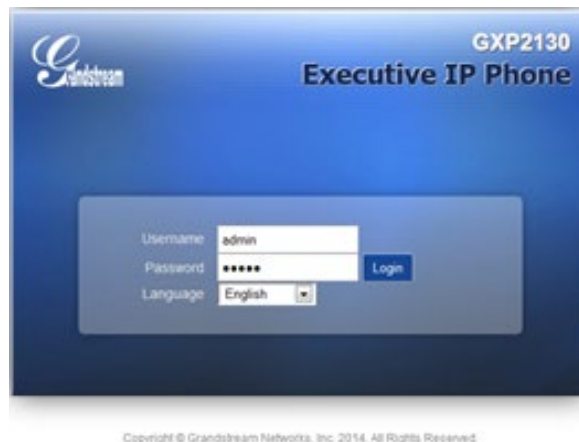 Grandstream
GXP2130
Executive IP Phone
Username admin
Password •••••
Login
Language English
Copyright © Grandstream Networks, Inc. 2014. All Rights Reserved.